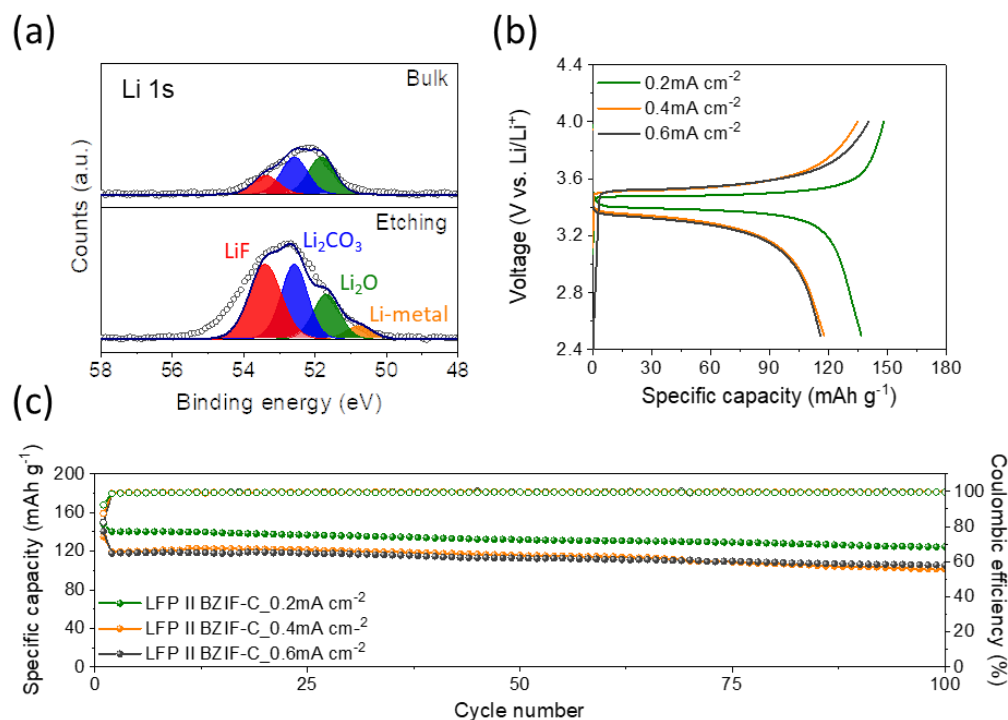 (a)
Li 1s
Bulk
Etching
LiF
Li₂CO₃
Li₂O
Li-metal
Counts (a.u.)
58 56 54 52 50 48
Binding energy (eV)
(b)
0.2mA cm⁻²
0.4mA cm⁻²
0.6mA cm⁻²
Voltage (V vs. Li/Li⁺)
4.4
4.0
3.6
3.2
2.8
2.4
0 30 60 90 120 150 180
Specific capacity (mAh g⁻¹)
(c)
Specific capacity (mAh g⁻¹)
200
160
120
80
40
0
LFP II BZIF-C_0.2mA cm⁻²
LFP II BZIF-C_0.4mA cm-²
LFP II BZIF-C_0.6mA cm⁻²
100
80
60
40
20
0
Coulombic efficiency (%)
0 25 50 75 100
Cycle number